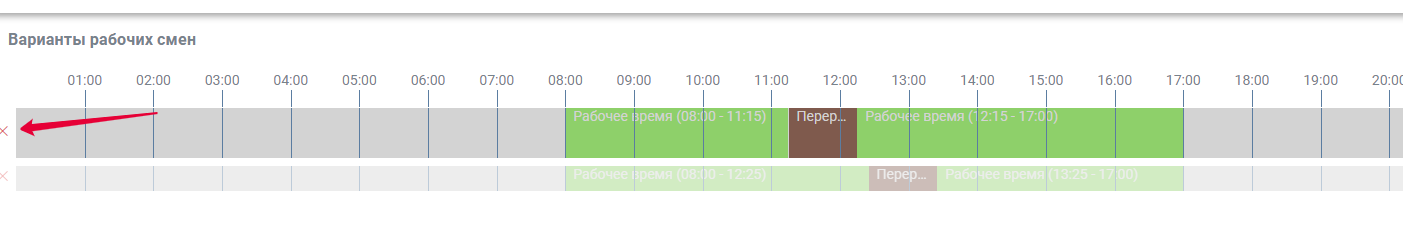 Варианты рабочих смен
01:00 02:00 03:00 04:00 05:00 06:00 07:00 08:00 09:00 10:00 11:00 12:00 13:00 14:00 15:00 16:00 17:00 18:00 19:00 20:00
Рабочее время (08:00 - 11:15) Перер... Рабочее время (12:15 - 17:00)
Рабочее время (08:00 - 12:25) Перер... Рабочее время (13:25 - 17:00)